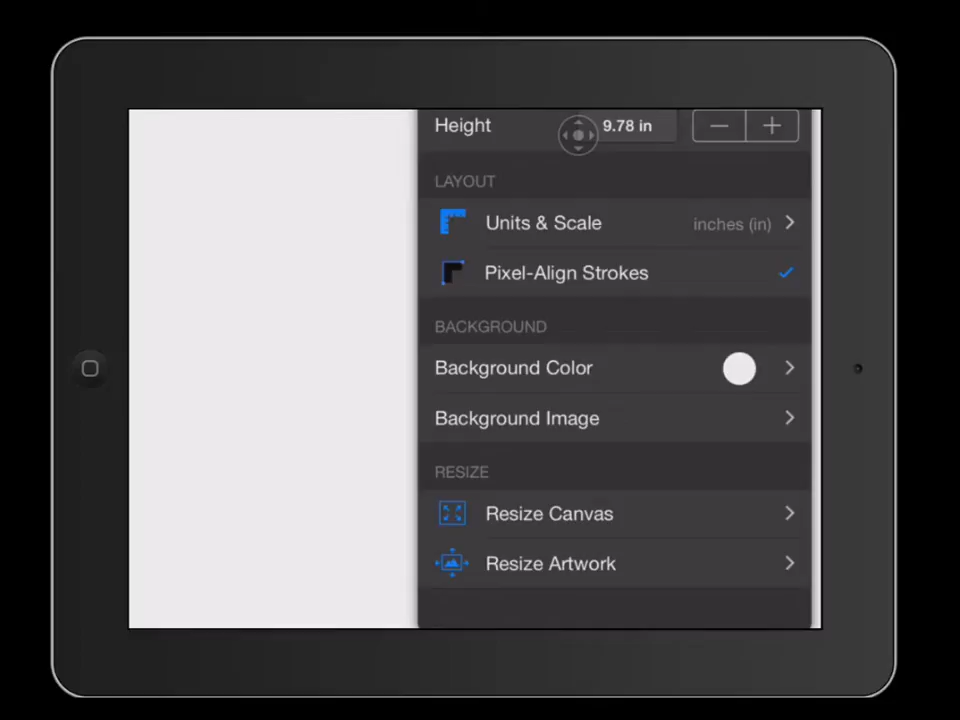 Height 9.78 in
LAYOUT
Units & Scale inches (in)
Pixel-Align Strokes
BACKGROUND
Background Color
Background Image
RESIZE
Resize Canvas
Resize Artwork